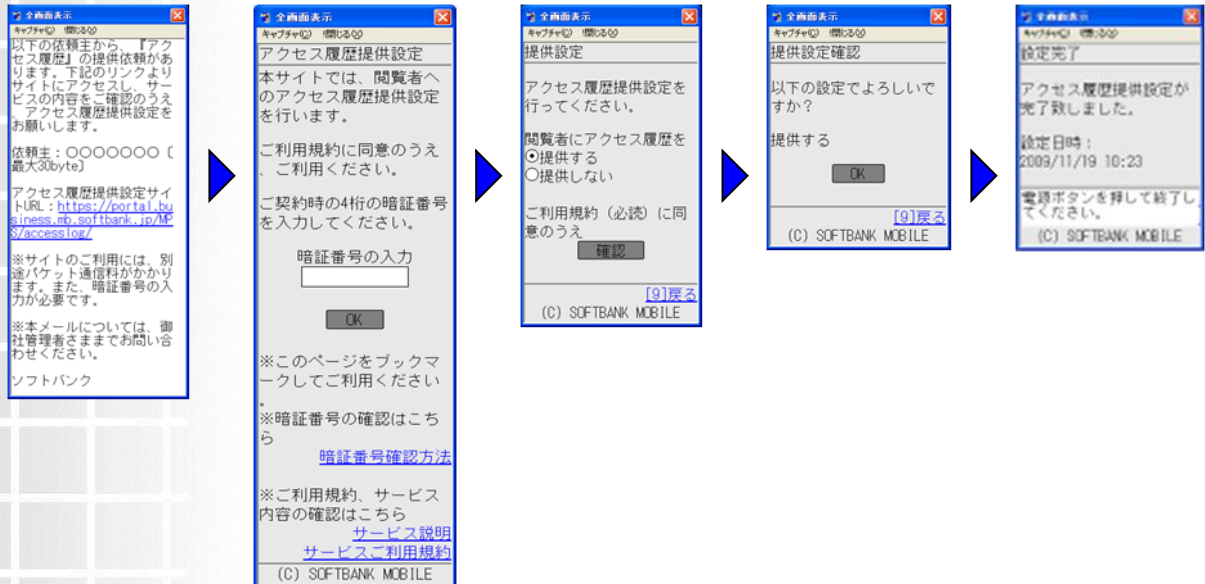 全画面表示
キャプチャ(C) 閉じる(X)
以下の依頼主から、『アク
セス履歴』の提供依頼があ
ります。下記のリンクより
サイトにアクセスし、サー
ビスの内容をご確認のうえ
、アクセス履歴提供設定を
お願いします。
依頼主:〇〇〇〇〇〇〇〔
最大30byte〕
アクセス履歴提供設定サイ
トURL:https://portal.bu
siness.mb.softbank.jp/MP
S/accesslog/
※サイトのご利用には、別
途パケット通信料がかかり
ます。また、暗証番号の入
力が必要です。
※本メールについては、御
社管理者さままでお問い合
わせください。
ソフトバンク
全画面表示
キャプチャ(C) 閉じる(X)
アクセス履歴提供設定
本サイトでは、閲覧者へ
のアクセス履歴提供設定
を行います。
ご利用規約に同意のうえ
、ご利用ください。
ご契約時の4桁の暗証番号
を入力してください。
暗証番号の入力
OK
※このページをブックマ
ークしてご利用ください
。
※暗証番号の確認はこち
ら
暗証番号確認方法
※ご利用規約、サービス
内容の確認はこちら
サービス説明
サービスご利用規約
(C) SOFTBANK MOBILE
全画面表示
キャプチャ(C) 閉じる(X)
提供設定
アクセス履歴提供設定を
行ってください。
閲覧者にアクセス履歴を
提供する
提供しない
ご利用規約(必読)に同
意のうえ
確認
[9]戻る
(C) SOFTBANK MOBILE
全画面表示
キャプチャ(C) 閉じる(X)
提供設定確認
以下の設定でよろしいで
すか?
提供する
OK
[9]戻る
(C) SOFTBANK MOBILE
全画面表示
キャプチャ(C) 閉じる(X)
設定完了
アクセス履歴提供設定が
完了致しました。
設定日時:
2009/11/19 10:23
電源ボタンを押して終了し
てください。
(C) SOFTBANK MOBILE